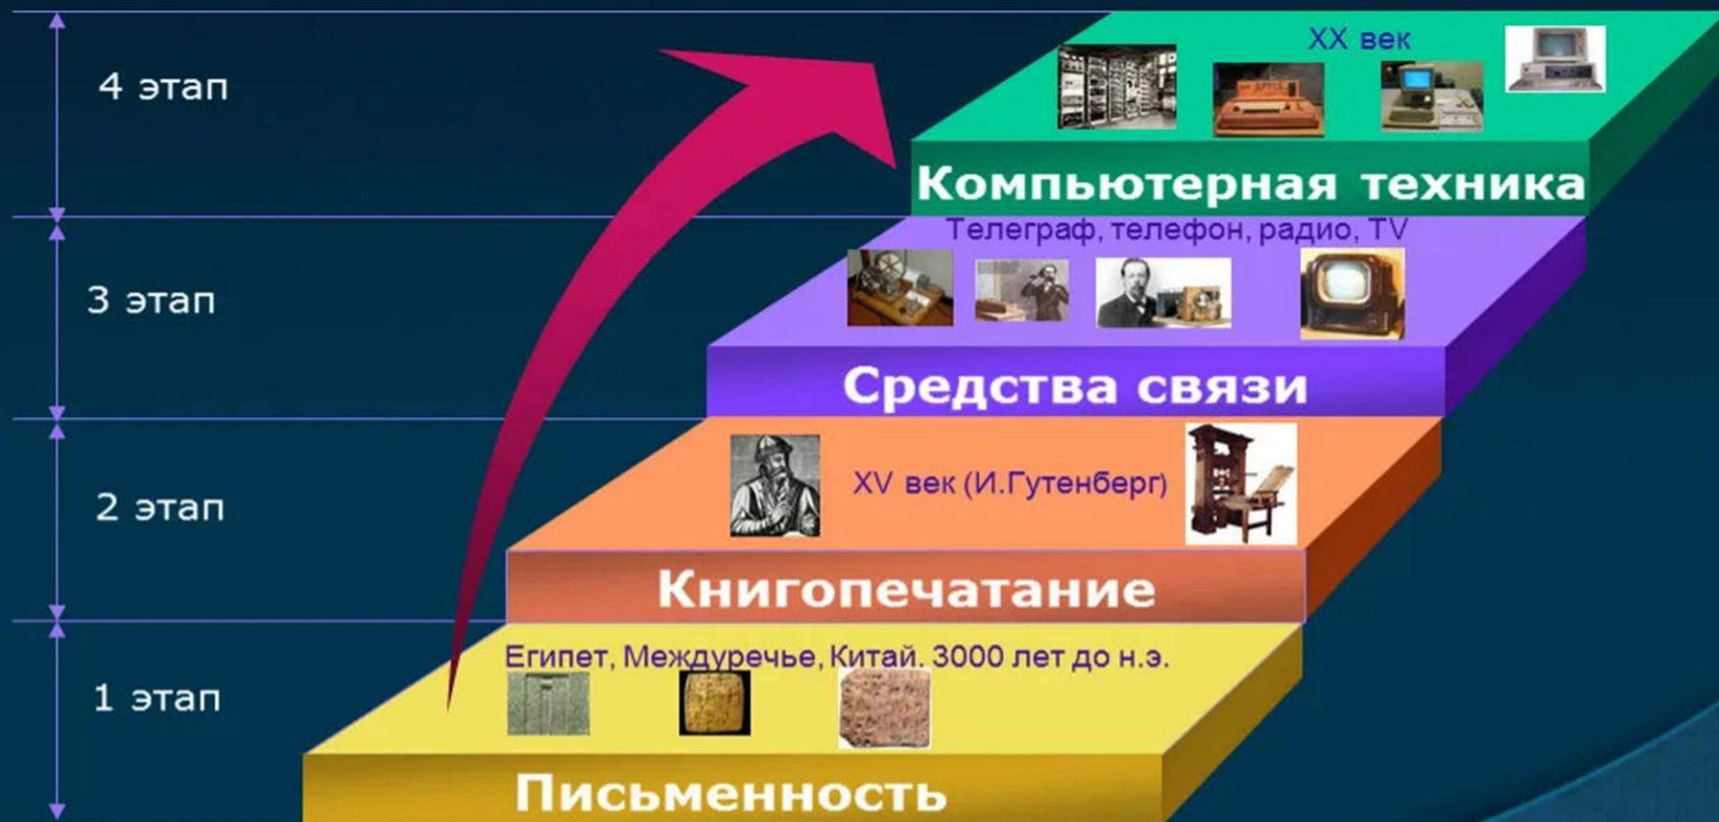 4 этап
XX век
Компьютерная техника
3 этап
Телеграф, телефон, радио, TV
Средства связи
2 этап
XV век (И.Гутенберг)
Книгопечатание
1 этап
Египет, Междуречье, Китай. 3000 лет до н.э.
Письменность